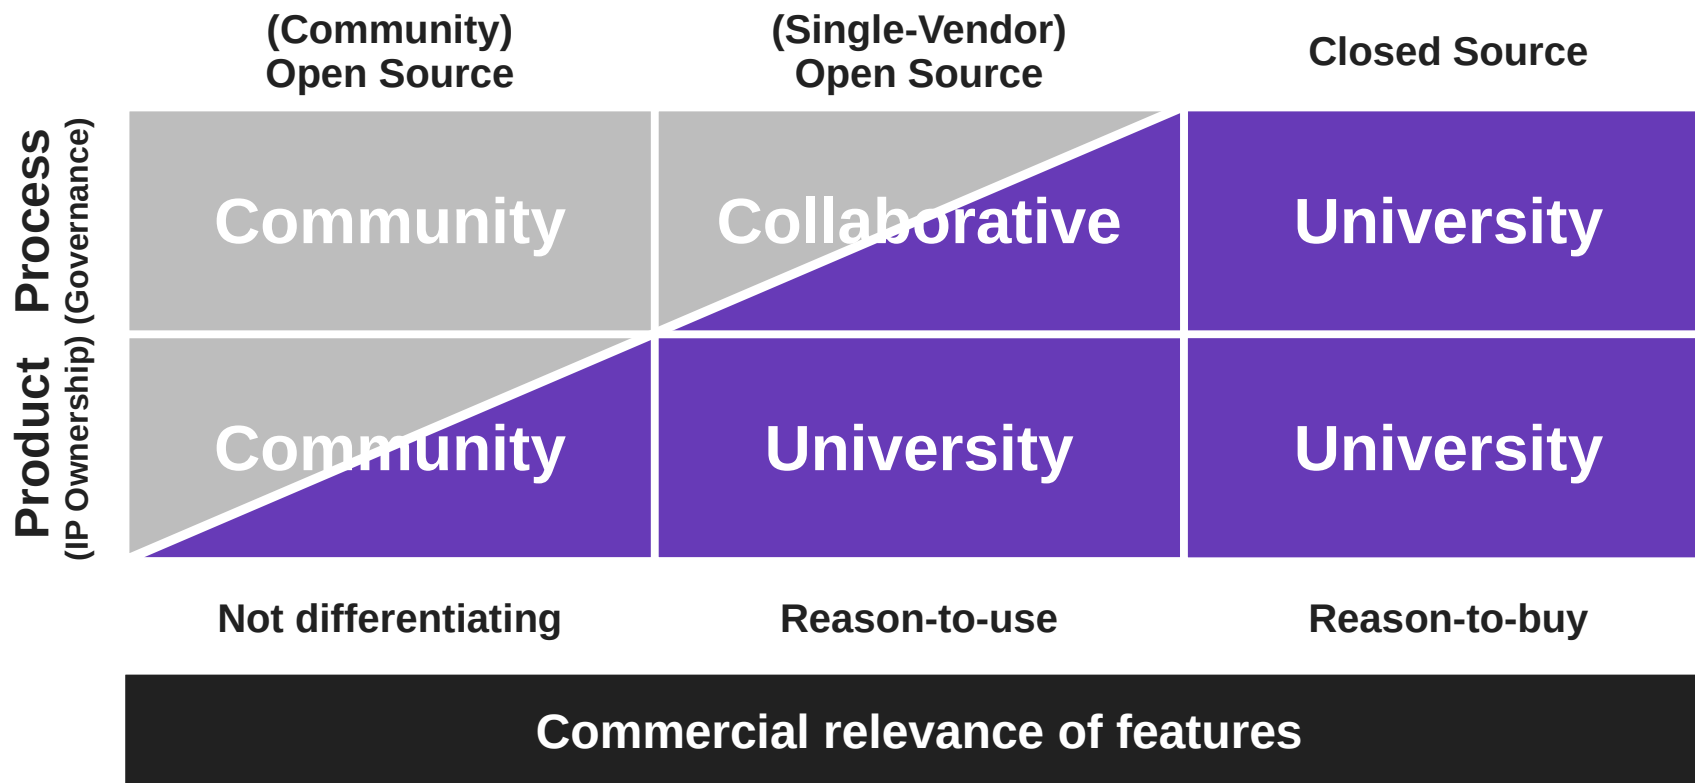 (Community)
Open Source
(Single-Vendor)
Open Source
Closed Source
Process
(Governance)
Community
Collaborative
University
Product
(IP Ownership)
Community
University
University
Not differentiating
Reason-to-use
Reason-to-buy
Commercial relevance of features